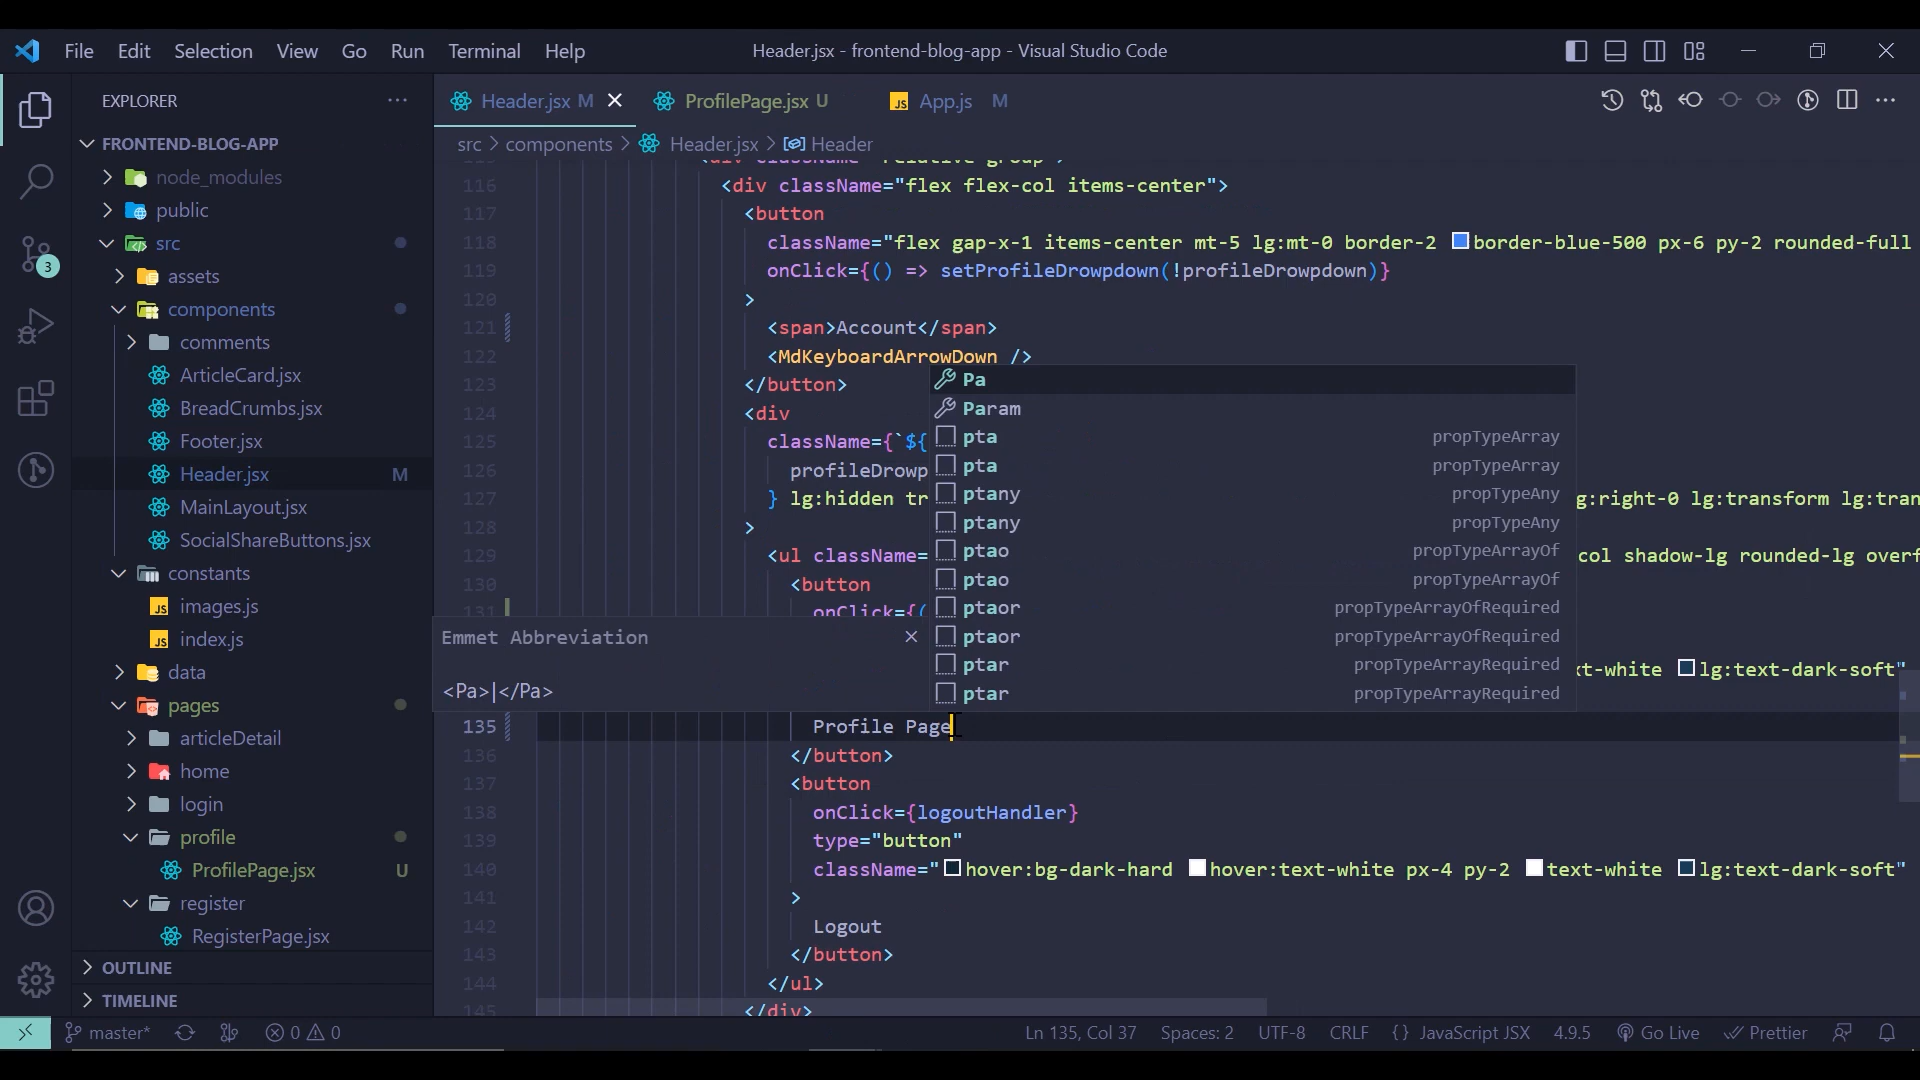 File Edit Selection View Go Run Terminal Help
Header.jsx - frontend-blog-app - Visual Studio Code
EXPLORER
FRONTEND-BLOG-APP
node_modules
public
src
assets
components
comments
ArticleCard.jsx
BreadCrumbs.jsx
Footer.jsx
Header.jsx M
MainLayout.jsx
SocialShareButtons.jsx
constants
images.js
index.js
data
pages
articleDetail
home
login
profile
ProfilePage.jsx U
register
RegisterPage.jsx
OUTLINE
TIMELINE
3
Header.jsx M ProfilePage.jsx U App.js M
src > components > Header.jsx > Header
116 <div className="flex flex-col items-center">
117 <button
118 className="flex gap-x-1 items-center mt-5 lg:mt-0 border-2 border-blue-500 px-6 py-2 rounded-full
119 onClick={() => setProfileDrowpdown(!profileDrowpdown)}
120 >
121 <span>Account</span>
122 <MdKeyboardArrowDown />
123 </button>
124 <div
125 className={`${
126 profileDrowp
127 } lg:hidden tr g:right-0 lg:transform lg:tran
128 >
129 <ul className= col shadow-lg rounded-lg overf
130 <button
131 onClick={(
t-white lg:text-dark-soft"
135 Profile Page
136 </button>
137 <button
138 onClick={logoutHandler}
139 type="button"
140 className="hover:bg-dark-hard hover:text-white px-4 py-2 text-white lg:text-dark-soft"
141 >
142 Logout
143 </button>
144 </ul>
145 </div>
Pa
Param
pta propTypeArray
pta propTypeArray
ptany propTypeAny
ptany propTypeAny
ptao propTypeArrayOf
ptao propTypeArrayOf
ptaor propTypeArrayOfRequired
ptaor propTypeArrayOfRequired
ptar propTypeArrayRequired
ptar propTypeArrayRequired
Emmet Abbreviation
<Pa>|</Pa>
master* 0 0 Ln 135, Col 37 Spaces: 2 UTF-8 CRLF {} JavaScript JSX 4.9.5 Go Live Prettier